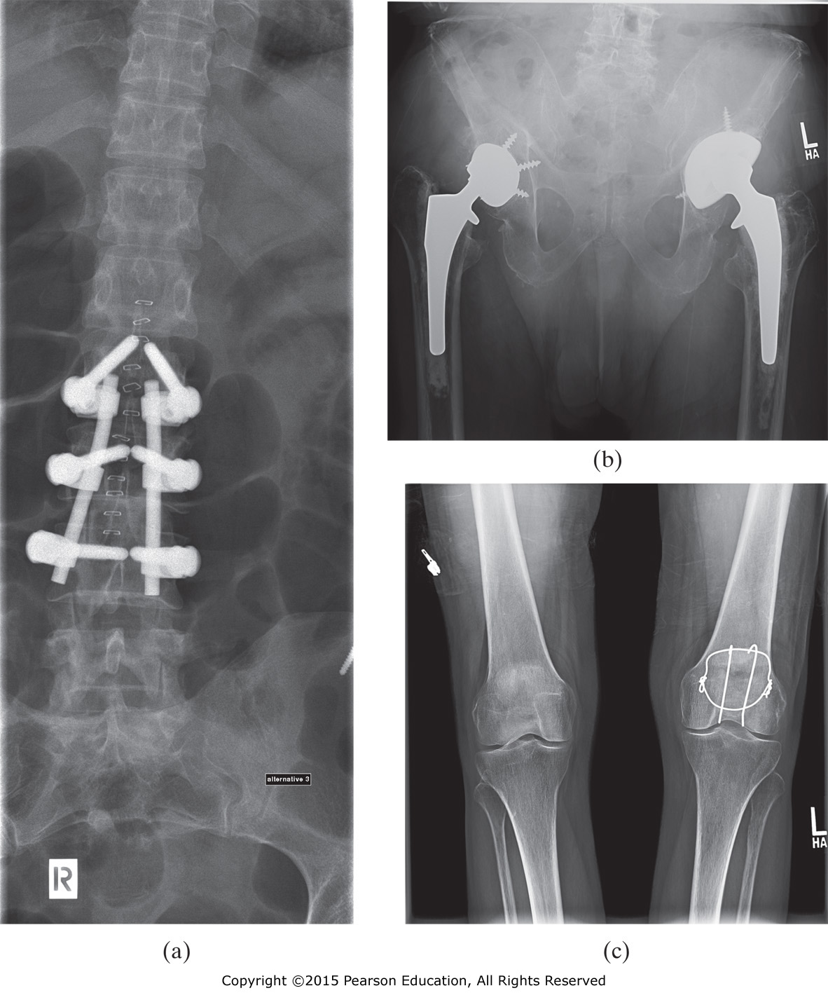 L
HA
(b)
alternative 3
R
L
HA
(a)
(c)
Copyright ©2015 Pearson Education, All Rights Reserved